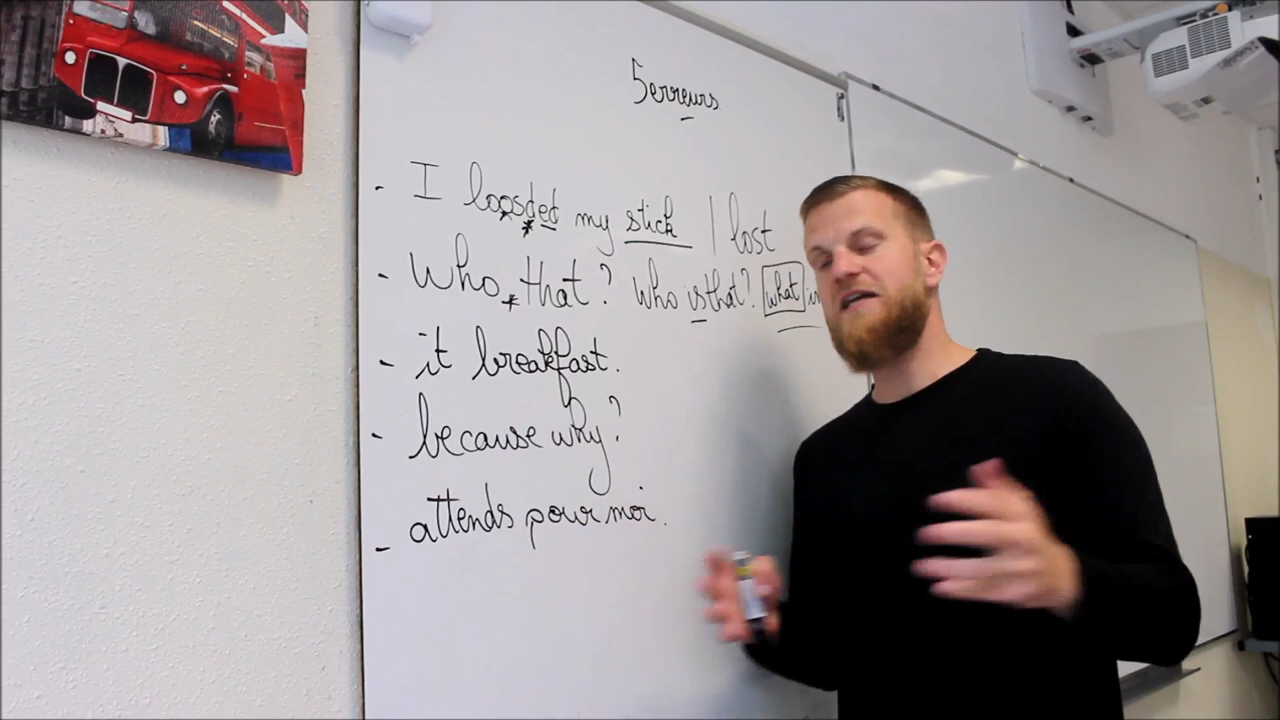 5 erreurs
- I loosded my stick / I lost
- Who * that? Who is that? what
- it breakfast.
- because why?
- attends pour moi.